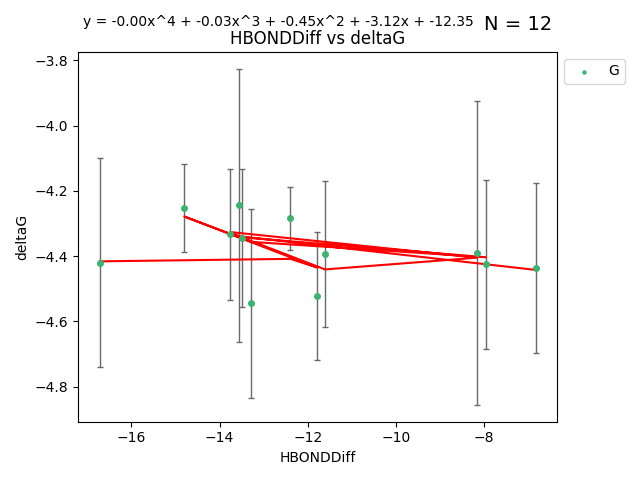 y = -0.00x^4 + -0.03x^3 + -0.45x^2 + -3.12x + -12.35 N = 12
HBONDDiff vs deltaG
G
−3.8
−4.0
−4.2
−4.4
−4.6
−4.8
deltaG
−16 −14 −12 −10 −8
HBONDDiff